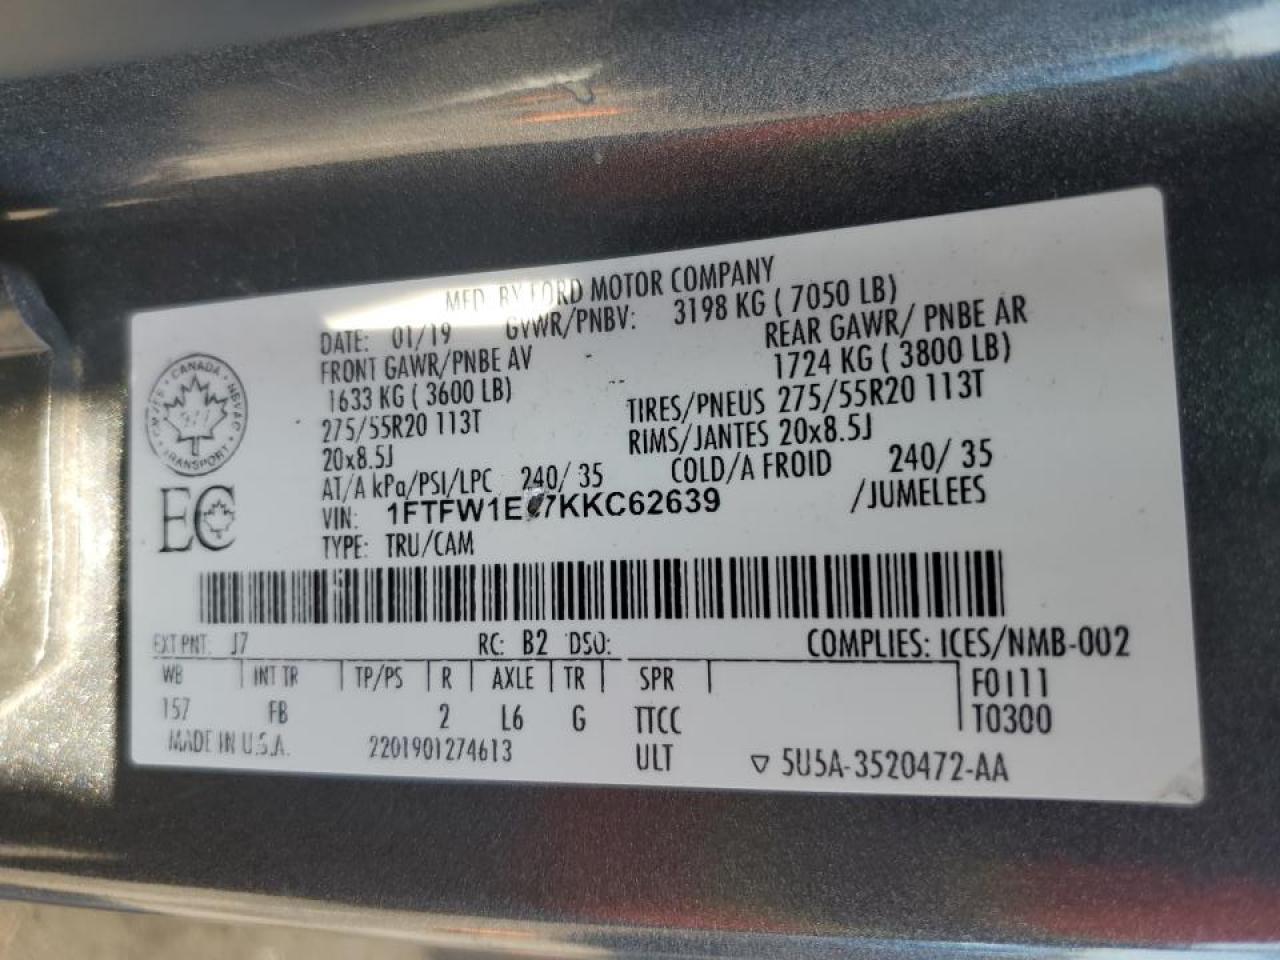 MFD. BY FORD MOTOR COMPANY
DATE: 01/19 GVWR/PNBV: 3198 KG ( 7050 LB)
FRONT GAWR/PNBE AV REAR GAWR/ PNBE AR
1633 KG ( 3600 LB) 1724 KG ( 3800 LB)
275/55R20 113T TIRES/PNEUS 275/55R20 113T
20x8.5J RIMS/JANTES 20x8.5J
AT/A kPa/PSI/LPC 240/ 35 COLD/A FROID 240/ 35
VIN: /JUMELEES
TYPE: TRU/CAM
CANADA
TRANSPORT
EC
EXT PNT: J7 RC: B2 DSO: COMPLIES: ICES/NMB-002
WB INT TR TP/PS R AXLE TR SPR F0111
157 FB 2 L6 G TTCC T0300
MADE IN U.S.A. 2201901274613 ULT ▽ 5U5A-3520472-AA